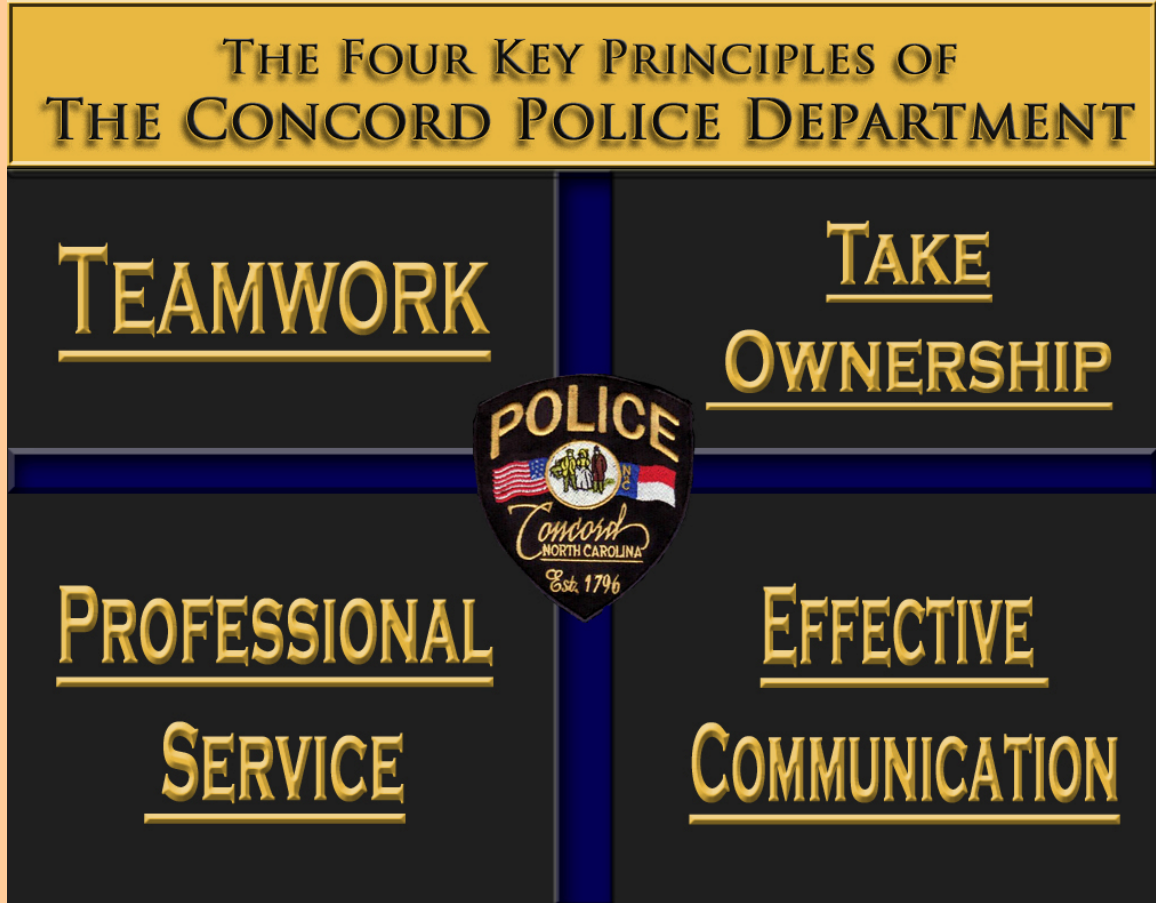 The Four Key Principles of
The Concord Police Department
Teamwork
Take
Ownership
POLICE
N
C
Concord
NORTH CAROLINA
Est. 1796
Professional
Service
Effective
Communication